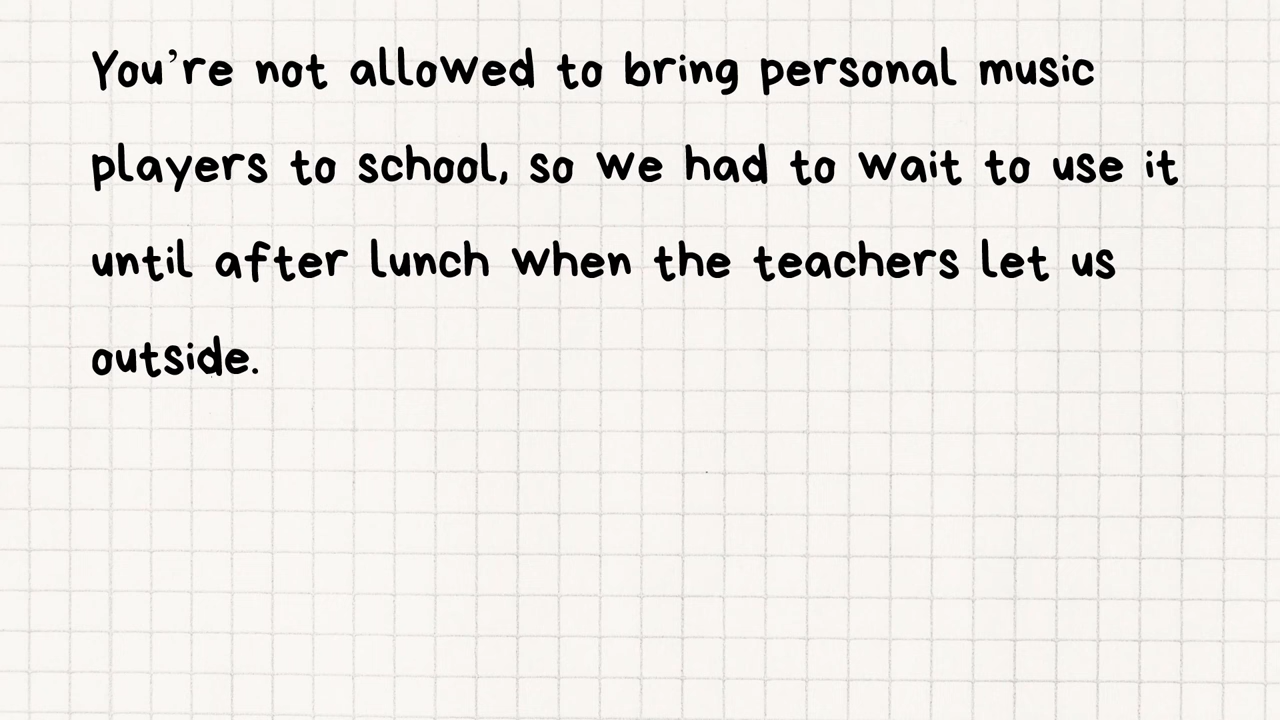 You’re not allowed to bring personal music
players to school, so we had to wait to use it
until after lunch when the teachers let us
outside.